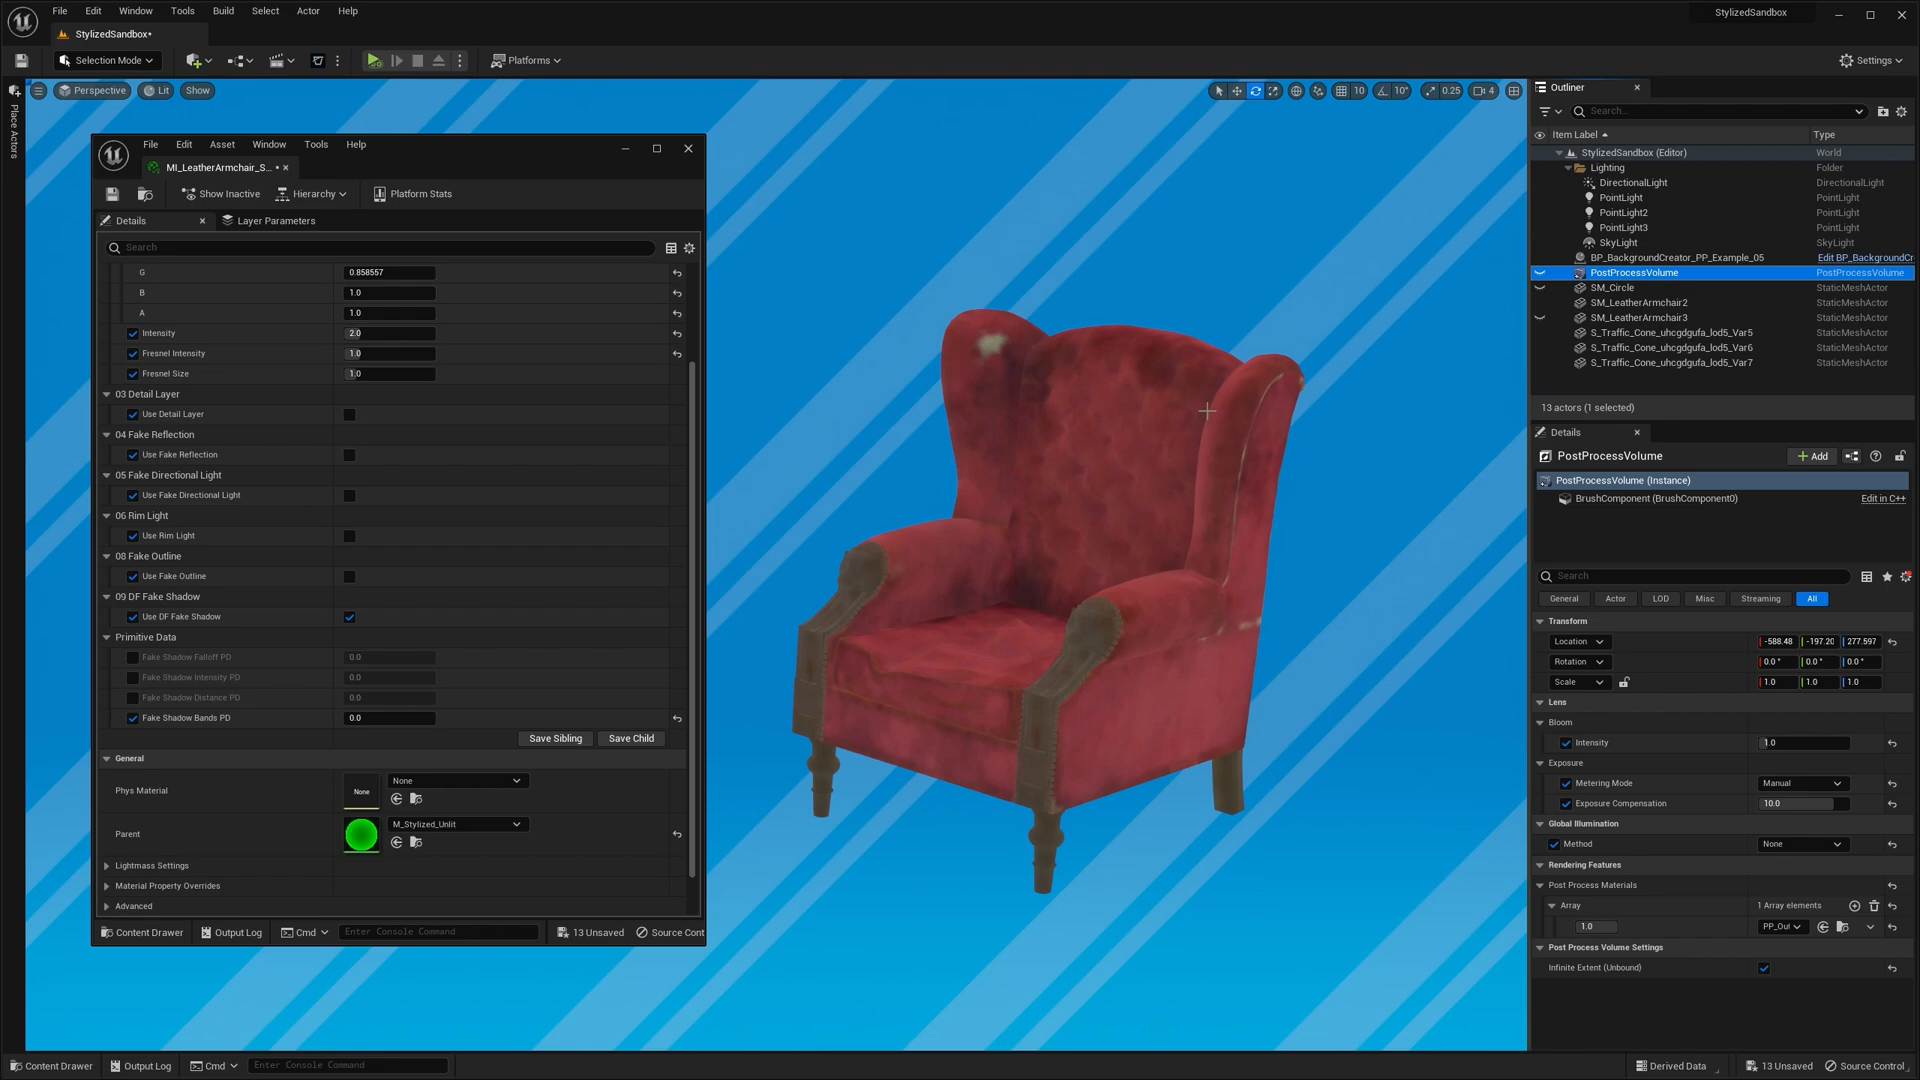 File Edit Window Tools Build Select Actor Help
StylizedSandbox
StylizedSandbox•
Selection Mode
Platforms
Settings
Place Actors
Perspective
Lit
Show
10
10°
0.25
4
File Edit Asset Window Tools Help
MI_LeatherArmchair_S... •
Show Inactive
Hierarchy
Platform Stats
Details
Layer Parameters
Search
G 0.858557
B 1.0
A 1.0
Intensity 2.0
Fresnel Intensity 1.0
Fresnel Size 1.0
03 Detail Layer
Use Detail Layer
04 Fake Reflection
Use Fake Reflection
05 Fake Directional Light
Use Fake Directional Light
06 Rim Light
Use Rim Light
08 Fake Outline
Use Fake Outline
09 DF Fake Shadow
Use DF Fake Shadow
Primitive Data
Fake Shadow Falloff PD 0.0
Fake Shadow Intensity PD 0.0
Fake Shadow Distance PD 0.0
Fake Shadow Bands PD 0.0
Save Sibling
Save Child
General
Phys Material
None
None
Parent
M_Stylized_Unlit
Lightmass Settings
Material Property Overrides
Advanced
Content Drawer
Output Log
Cmd
Enter Console Command
13 Unsaved
Source Cont
Outliner
Search...
Item Label
Type
StylizedSandbox (Editor) World
Lighting Folder
DirectionalLight DirectionalLight
PointLight PointLight
PointLight2 PointLight
PointLight3 PointLight
SkyLight SkyLight
BP_BackgroundCreator_PP_Example_05 Edit BP_BackgroundCr
PostProcessVolume PostProcessVolume
SM_Circle StaticMeshActor
SM_LeatherArmchair2 StaticMeshActor
SM_LeatherArmchair3 StaticMeshActor
S_Traffic_Cone_uhcgdgufa_lod5_Var5 StaticMeshActor
S_Traffic_Cone_uhcgdgufa_lod5_Var6 StaticMeshActor
S_Traffic_Cone_uhcgdgufa_lod5_Var7 StaticMeshActor
13 actors (1 selected)
Details
PostProcessVolume
Add
PostProcessVolume (Instance)
BrushComponent (BrushComponent0) Edit in C++
Search
General Actor LOD Misc Streaming All
Transform
Location -588.48 -197.20 277.597
Rotation 0.0° 0.0° 0.0°
Scale 1.0 1.0 1.0
Lens
Bloom
Intensity 1.0
Exposure
Metering Mode Manual
Exposure Compensation 10.0
Global Illumination
Method None
Rendering Features
Post Process Materials
Array 1 Array elements
1.0 PP_Out
Post Process Volume Settings
Infinite Extent (Unbound)
Content Drawer
Output Log
Cmd
Enter Console Command
Derived Data
13 Unsaved
Source Control